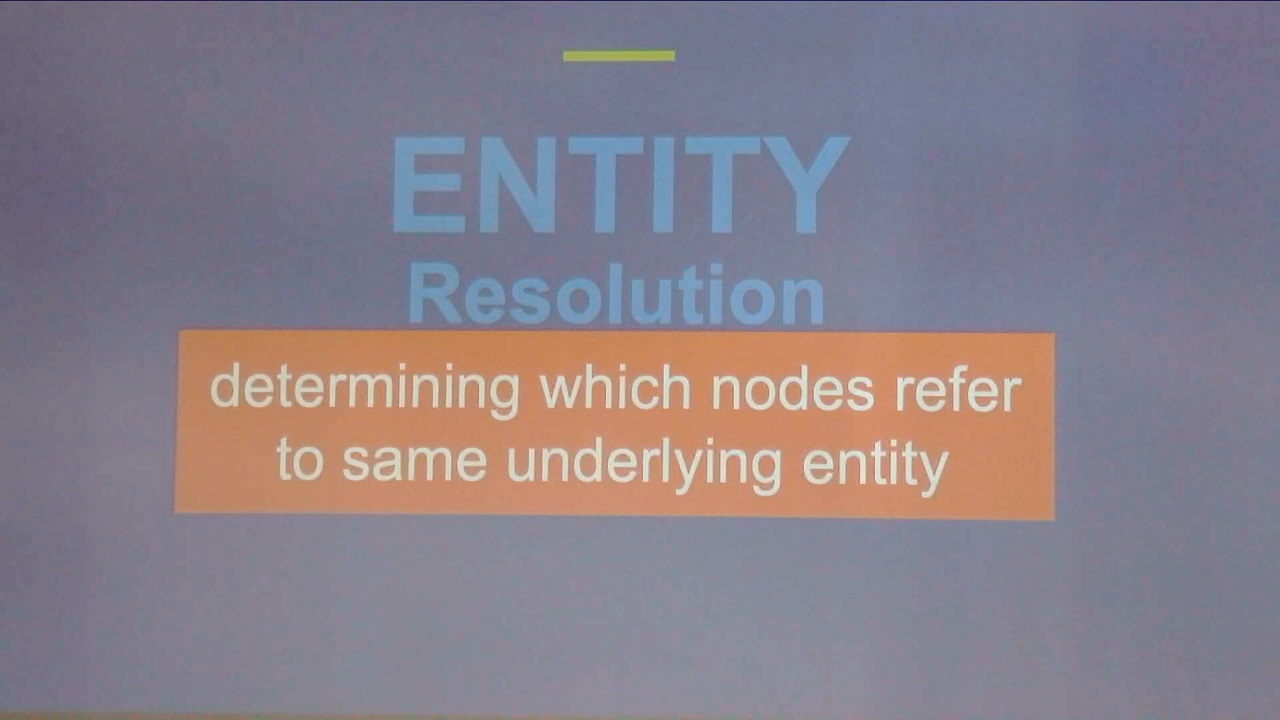 ENTITY
Resolution
determining which nodes refer
to same underlying entity